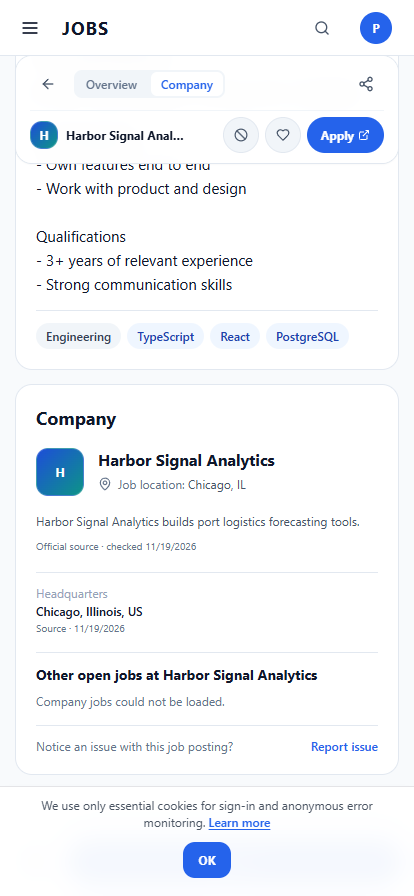 JOBS
P
Overview
Company
H
Harbor Signal Anal...
Apply
- Own features end to end
- Work with product and design
Qualifications
- 3+ years of relevant experience
- Strong communication skills
Engineering
TypeScript
React
PostgreSQL
Company
H
Harbor Signal Analytics
Job location: Chicago, IL
Harbor Signal Analytics builds port logistics forecasting tools.
Official source · checked 11/19/2026
Headquarters
Chicago, Illinois, US
Source · 11/19/2026
Other open jobs at Harbor Signal Analytics
Company jobs could not be loaded.
Notice an issue with this job posting?
Report issue
We use only essential cookies for sign-in and anonymous error
monitoring. Learn more
OK